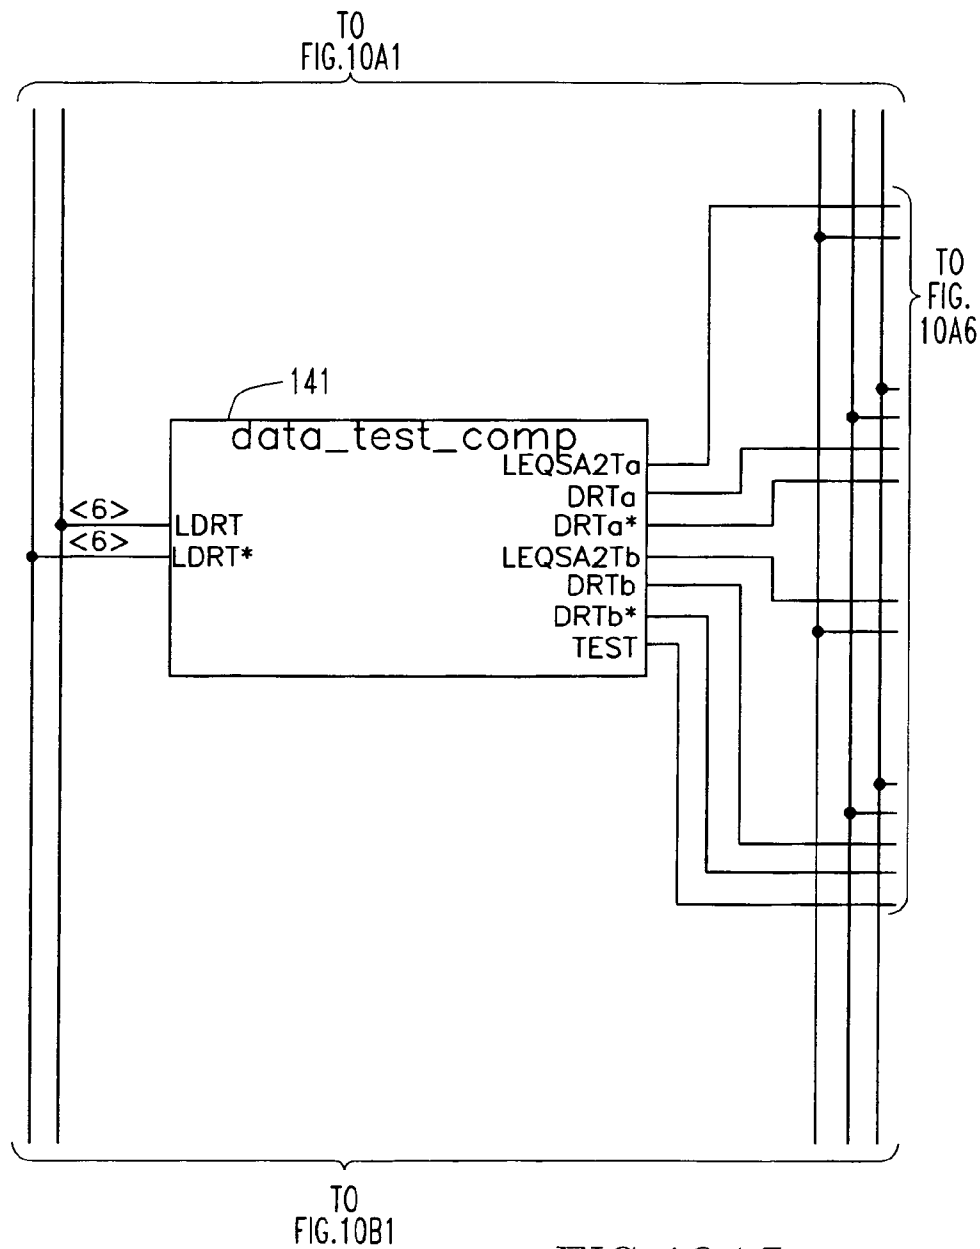 TO
FIG.10A1
TO
FIG.
10A6
141
data_test_comp
LEQSA2Ta
DRTa
<6>
LDRT
DRTa*
<6>
LDRT*
LEQSA2Tb
DRTb
DRTb*
TEST
TO
FIG.10B1